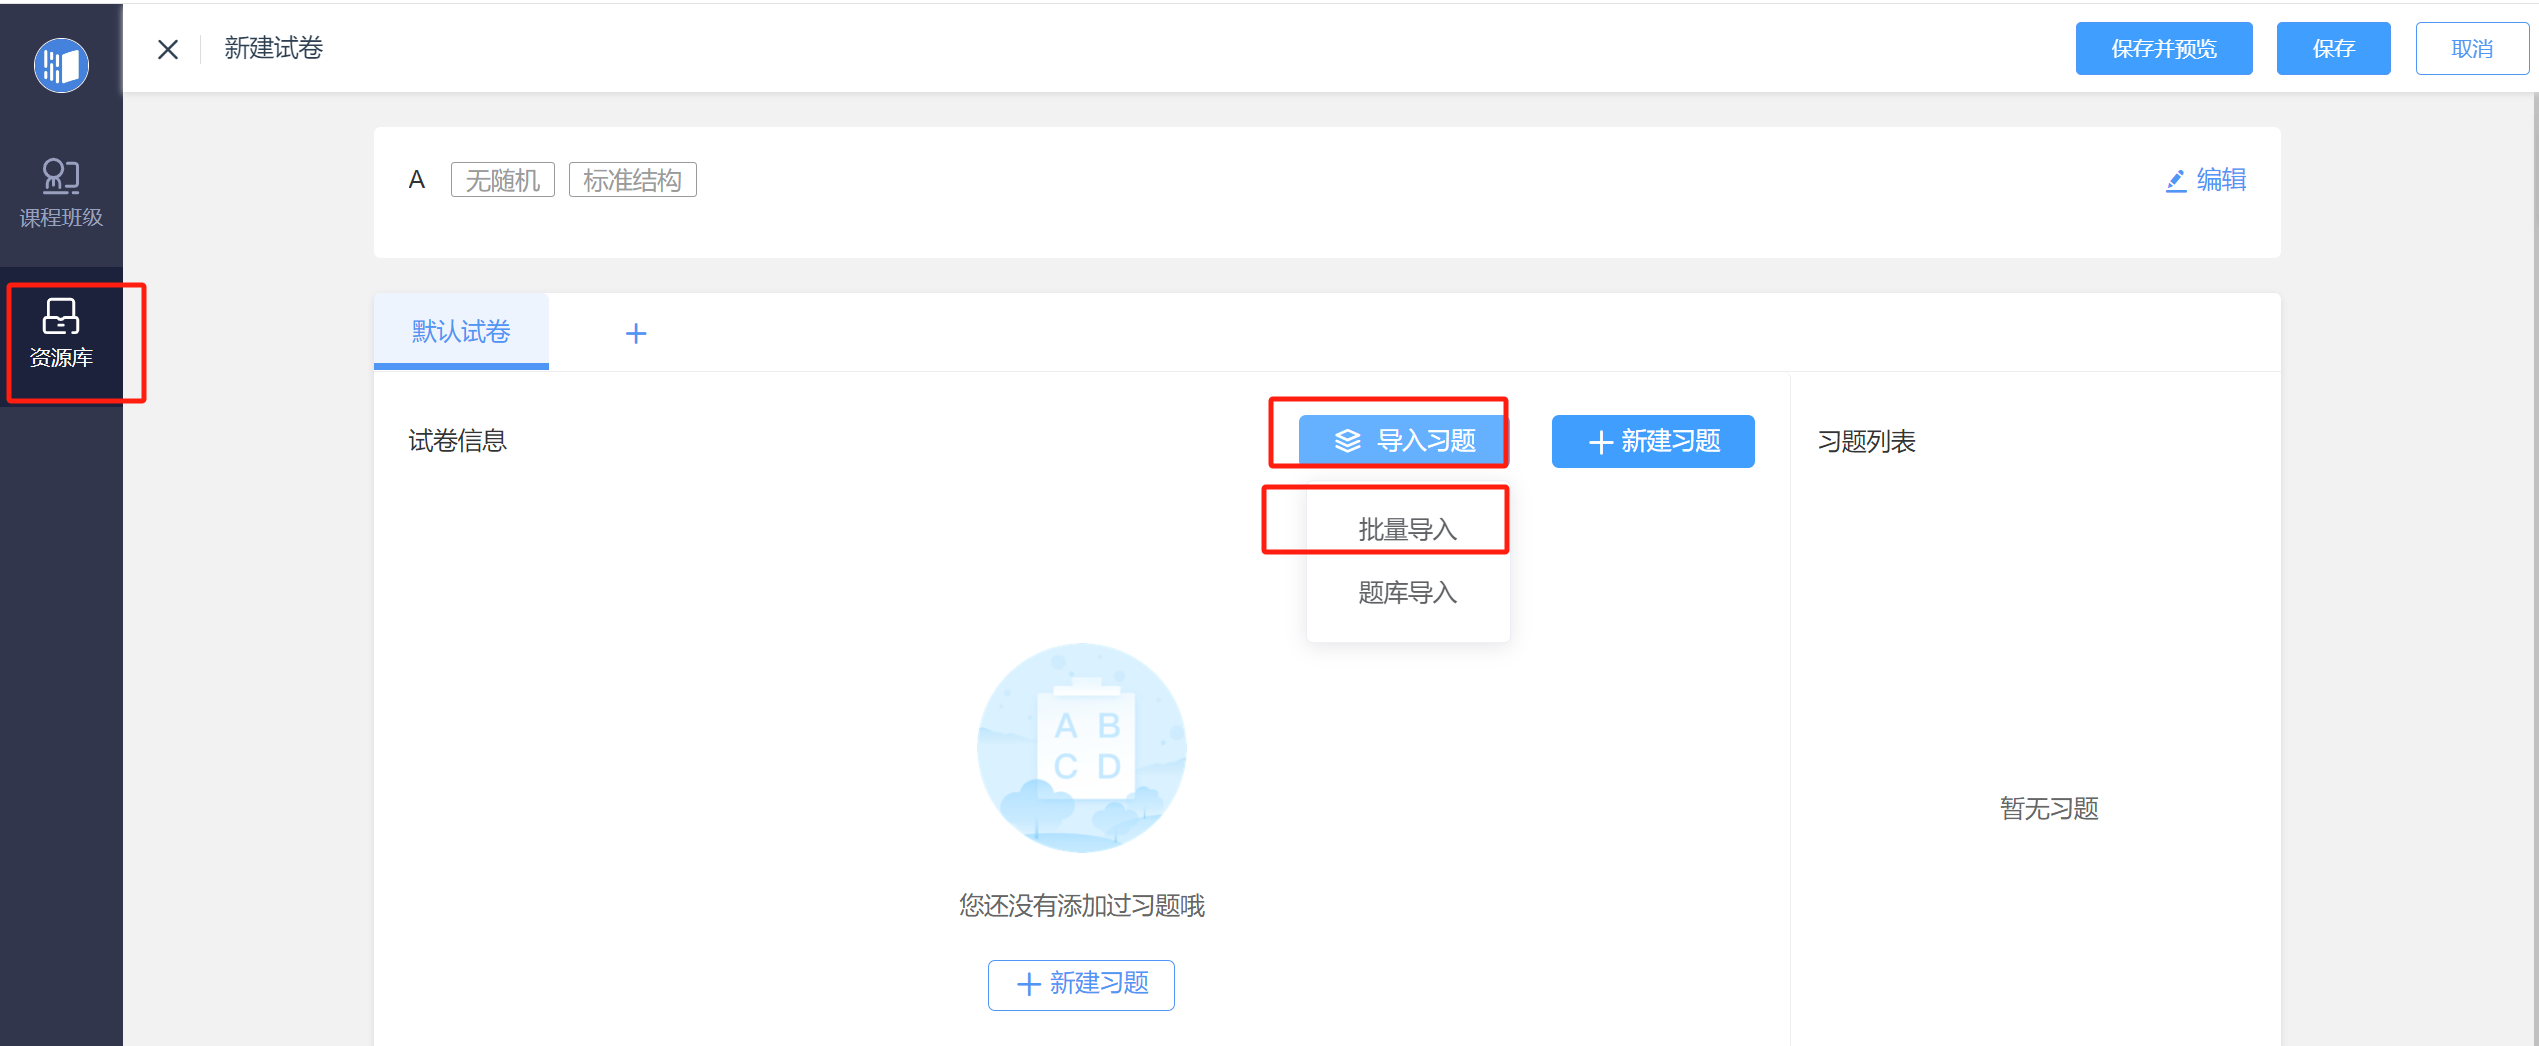 新建试卷
保存并预览
保存
取消
课程班级
资源库
A
无随机
标准结构
编辑
默认试卷
试卷信息
导入习题
新建习题
习题列表
批量导入
题库导入
A B
C D
您还没有添加过习题哦
新建习题
暂无习题